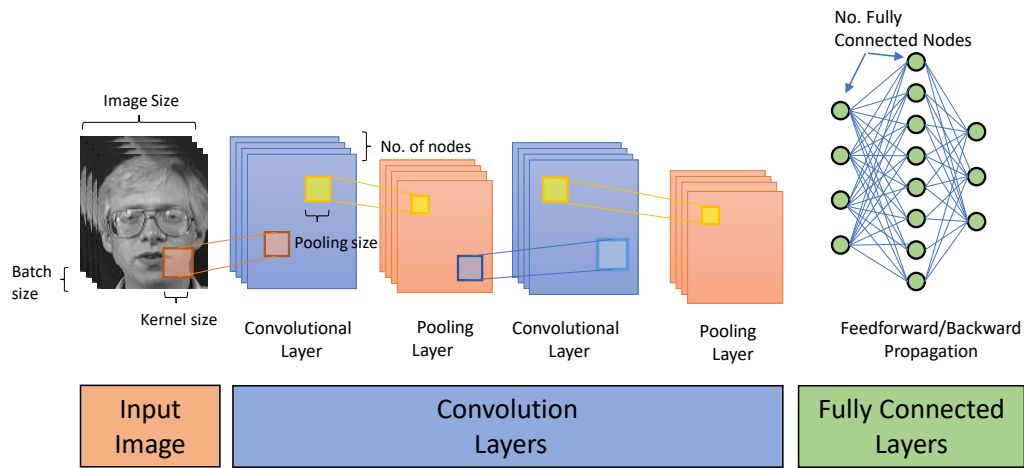 No. Fully
Connected Nodes
Image Size
No. of nodes
Pooling size
Batch
size
Kernel size
Convolutional
Layer
Pooling
Layer
Convolutional
Layer
Pooling
Layer
Feedforward/Backward
Propagation
Input
Image
Convolution
Layers
Fully Connected
Layers